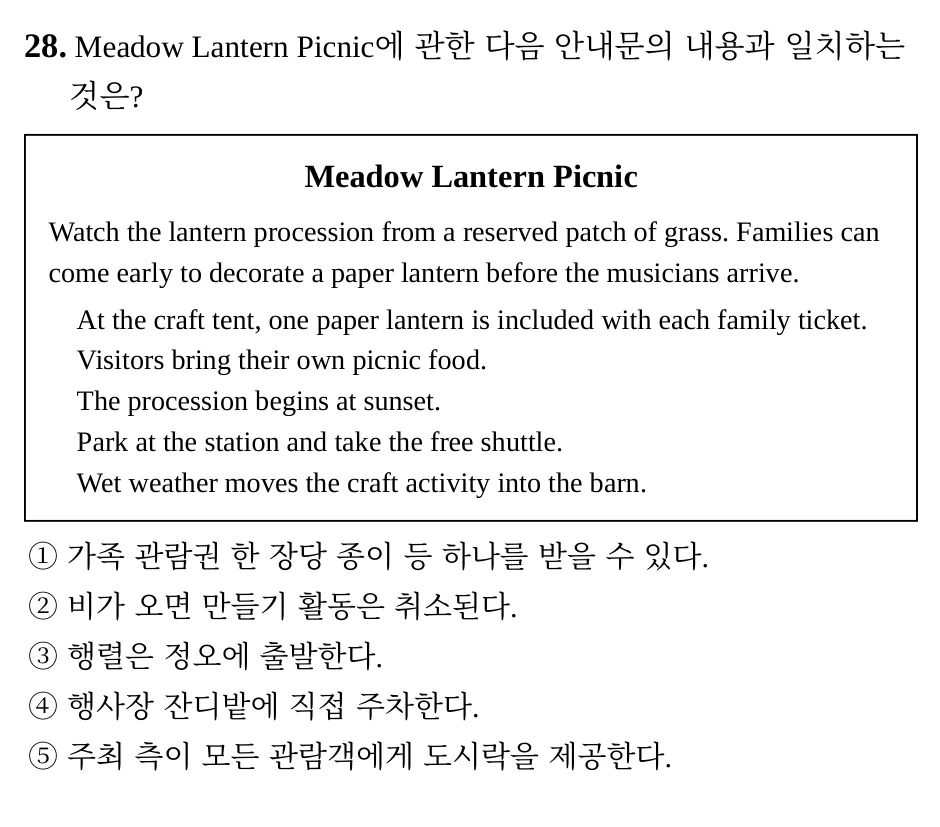 28. Meadow Lantern Picnic에 관한 다음 안내문의 내용과 일치하는
것은?
Meadow Lantern Picnic
Watch the lantern procession from a reserved patch of grass. Families can
come early to decorate a paper lantern before the musicians arrive.
At the craft tent, one paper lantern is included with each family ticket.
Visitors bring their own picnic food.
The procession begins at sunset.
Park at the station and take the free shuttle.
Wet weather moves the craft activity into the barn.
① 가족 관람권 한 장당 종이 등 하나를 받을 수 있다.
② 비가 오면 만들기 활동은 취소된다.
③ 행렬은 정오에 출발한다.
④ 행사장 잔디밭에 직접 주차한다.
⑤ 주최 측이 모든 관람객에게 도시락을 제공한다.